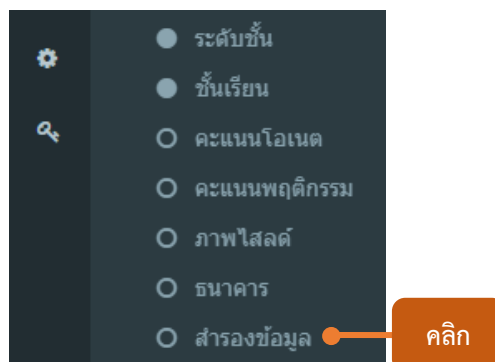 ระดับชั้น
ชั้นเรียน
คะแนนโอเนต
คะแนนพฤติกรรม
ภาพไสลด์
ธนาคาร
สำรองข้อมูล
คลิก